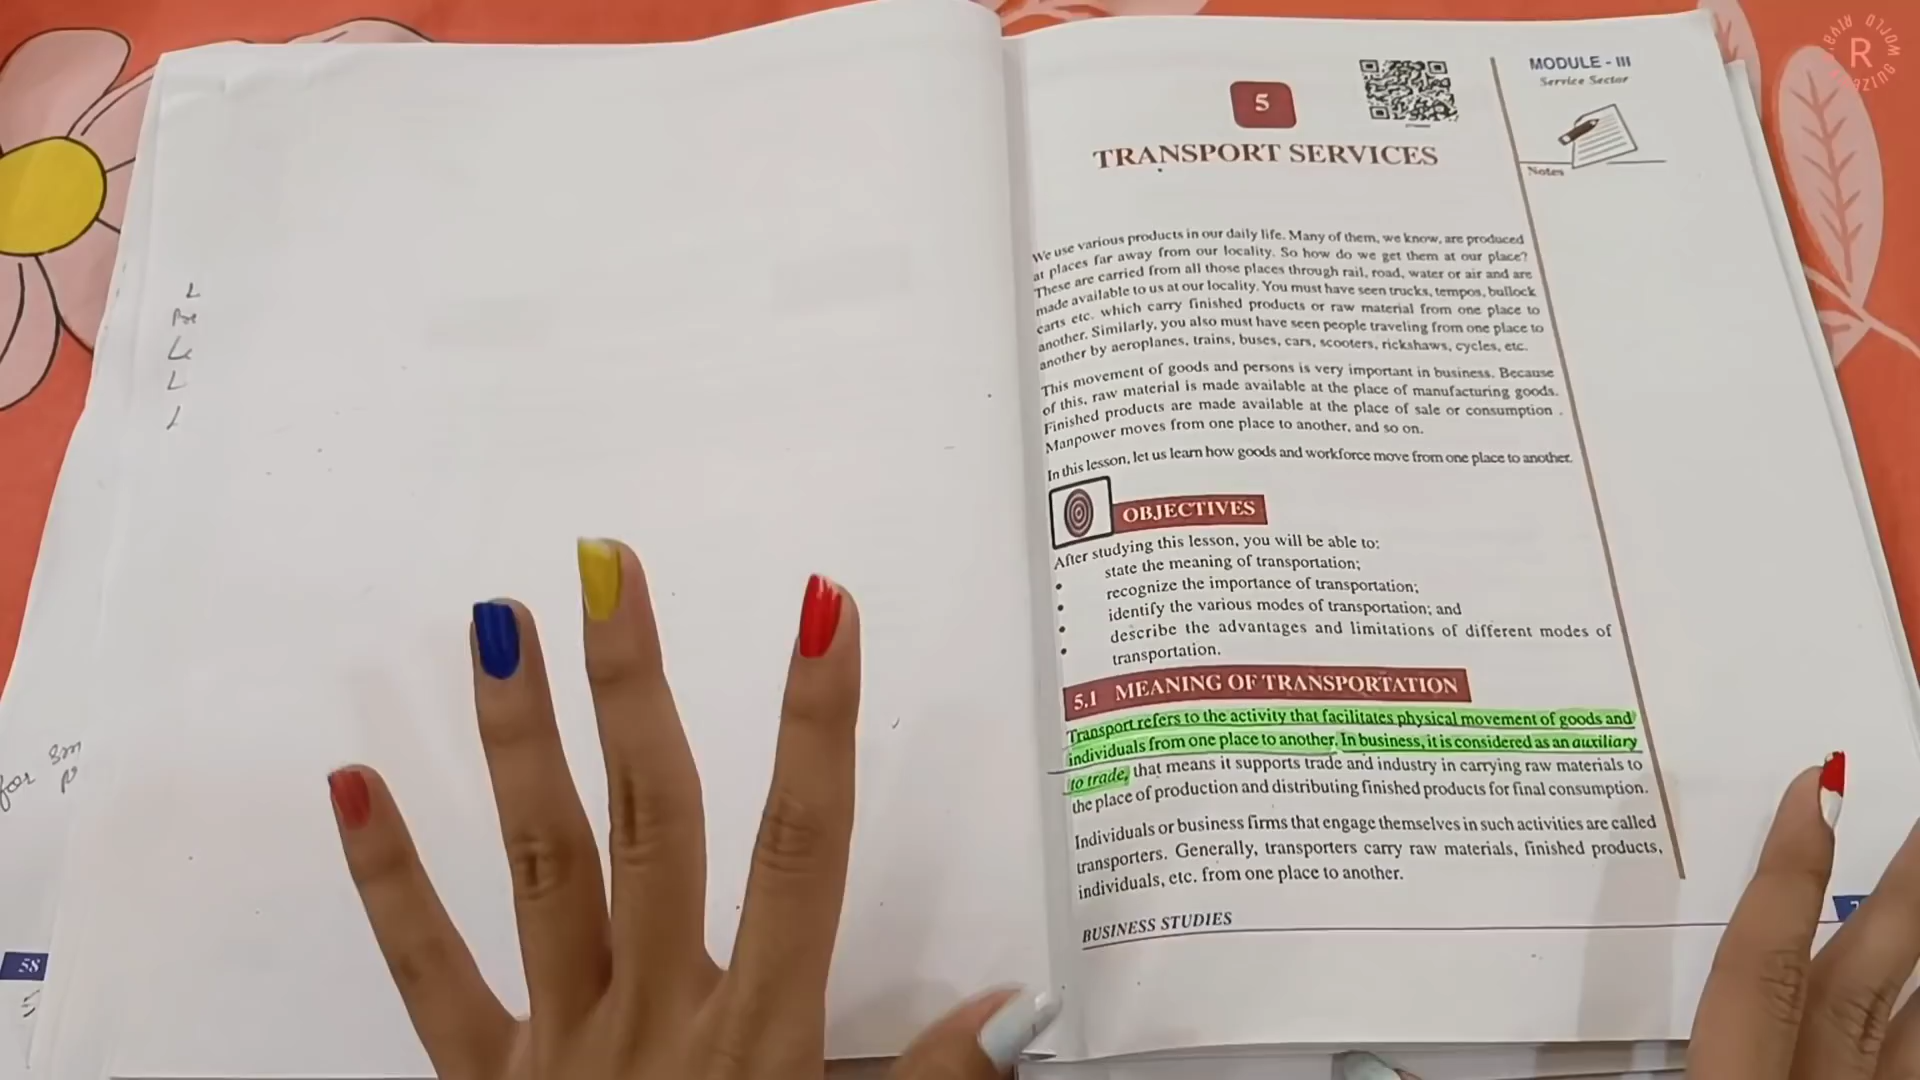 for 3m
58
5
TRANSPORT SERVICES
MODULE - III
Service Sector
Notes
We use various products in our daily life. Many of them, we know, are produced
at places far away from our locality. So how do we get them at our place?
These are carried from all those places through rail, road, water or air and are
made available to us at our locality. You must have seen trucks, tempos, bullock
carts etc. which carry finished products or raw material from one place to
another. Similarly, you also must have seen people traveling from one place to
another by aeroplanes, trains, buses, cars, scooters, rickshaws, cycles, etc.
This movement of goods and persons is very important in business. Because
of this, raw material is made available at the place of manufacturing goods.
Finished products are made available at the place of sale or consumption .
Manpower moves from one place to another, and so on.
In this lesson, let us learn how goods and workforce move from one place to another.
OBJECTIVES
After studying this lesson, you will be able to:
• state the meaning of transportation;
• recognize the importance of transportation;
• identify the various modes of transportation; and
• describe the advantages and limitations of different modes of
transportation.
5.1 MEANING OF TRANSPORTATION
Transport refers to the activity that facilitates physical movement of goods and
individuals from one place to another. In business, it is considered as an auxiliary
to trade, that means it supports trade and industry in carrying raw materials to
the place of production and distributing finished products for final consumption.
Individuals or business firms that engage themselves in such activities are called
transporters. Generally, transporters carry raw materials, finished products,
individuals, etc. from one place to another.
BUSINESS STUDIES
R